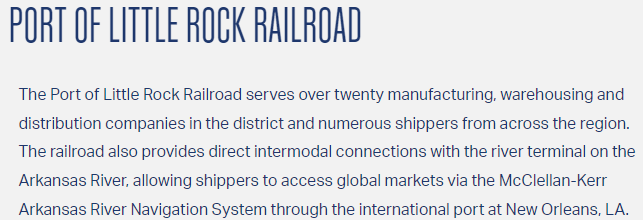 PORT OF LITTLE ROCK RAILROAD
The Port of Little Rock Railroad serves over twenty manufacturing, warehousing and
distribution companies in the district and numerous shippers from across the region.
The railroad also provides direct intermodal connections with the river terminal on the
Arkansas River, allowing shippers to access global markets via the McClellan-Kerr
Arkansas River Navigation System through the international port at New Orleans, LA.